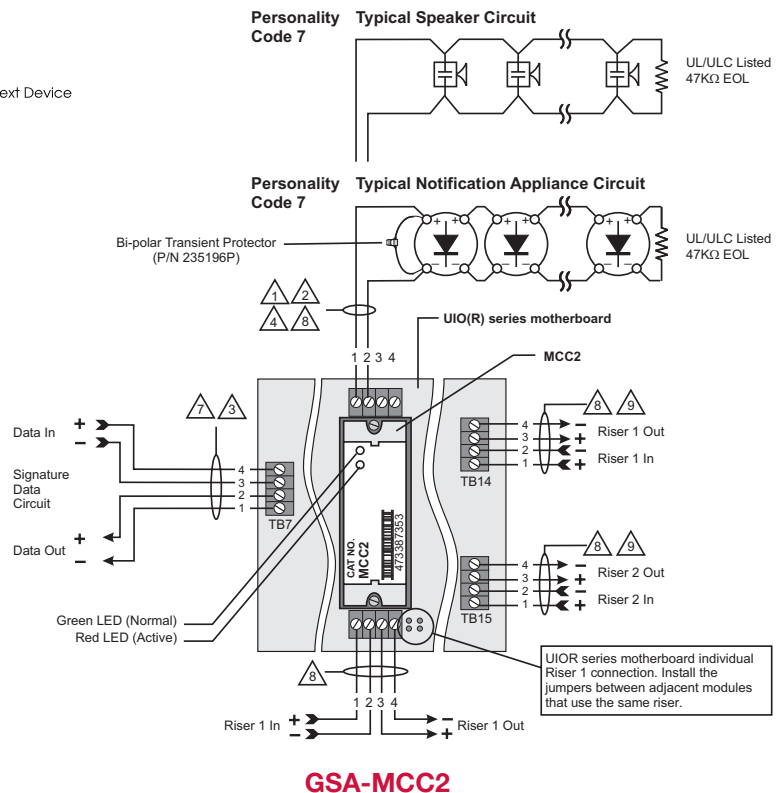 Personality Typical Speaker Circuit
Code 7
UL/ULC Listed
47KΩ EOL
ext Device
Personality Typical Notification Appliance Circuit
Code 7
+ +
+ +
+ +
− −
− −
− −
Bi-polar Transient Protector
(P/N 235196P)
UL/ULC Listed
47KΩ EOL
1 2
4 8
UIO(R) series motherboard
MCC2
1 2 3 4
7 3
8 9
Data In
+
−
Signature
Data
Circuit
+
Data Out
−
4
3
2
1
TB7
4 −
3 + Riser 1 Out
2 −
1 + Riser 1 In
TB14
CAT NO.
MCC2
473387353
8 9
4 −
3 + Riser 2 Out
2 −
1 + Riser 2 In
TB15
Green LED (Normal)
Red LED (Active)
8
UIOR series motherboard individual
Riser 1 connection. Install the
jumpers between adjacent modules
that use the same riser.
1 2 3 4
Riser 1 In + −
− + Riser 1 Out
GSA-MCC2